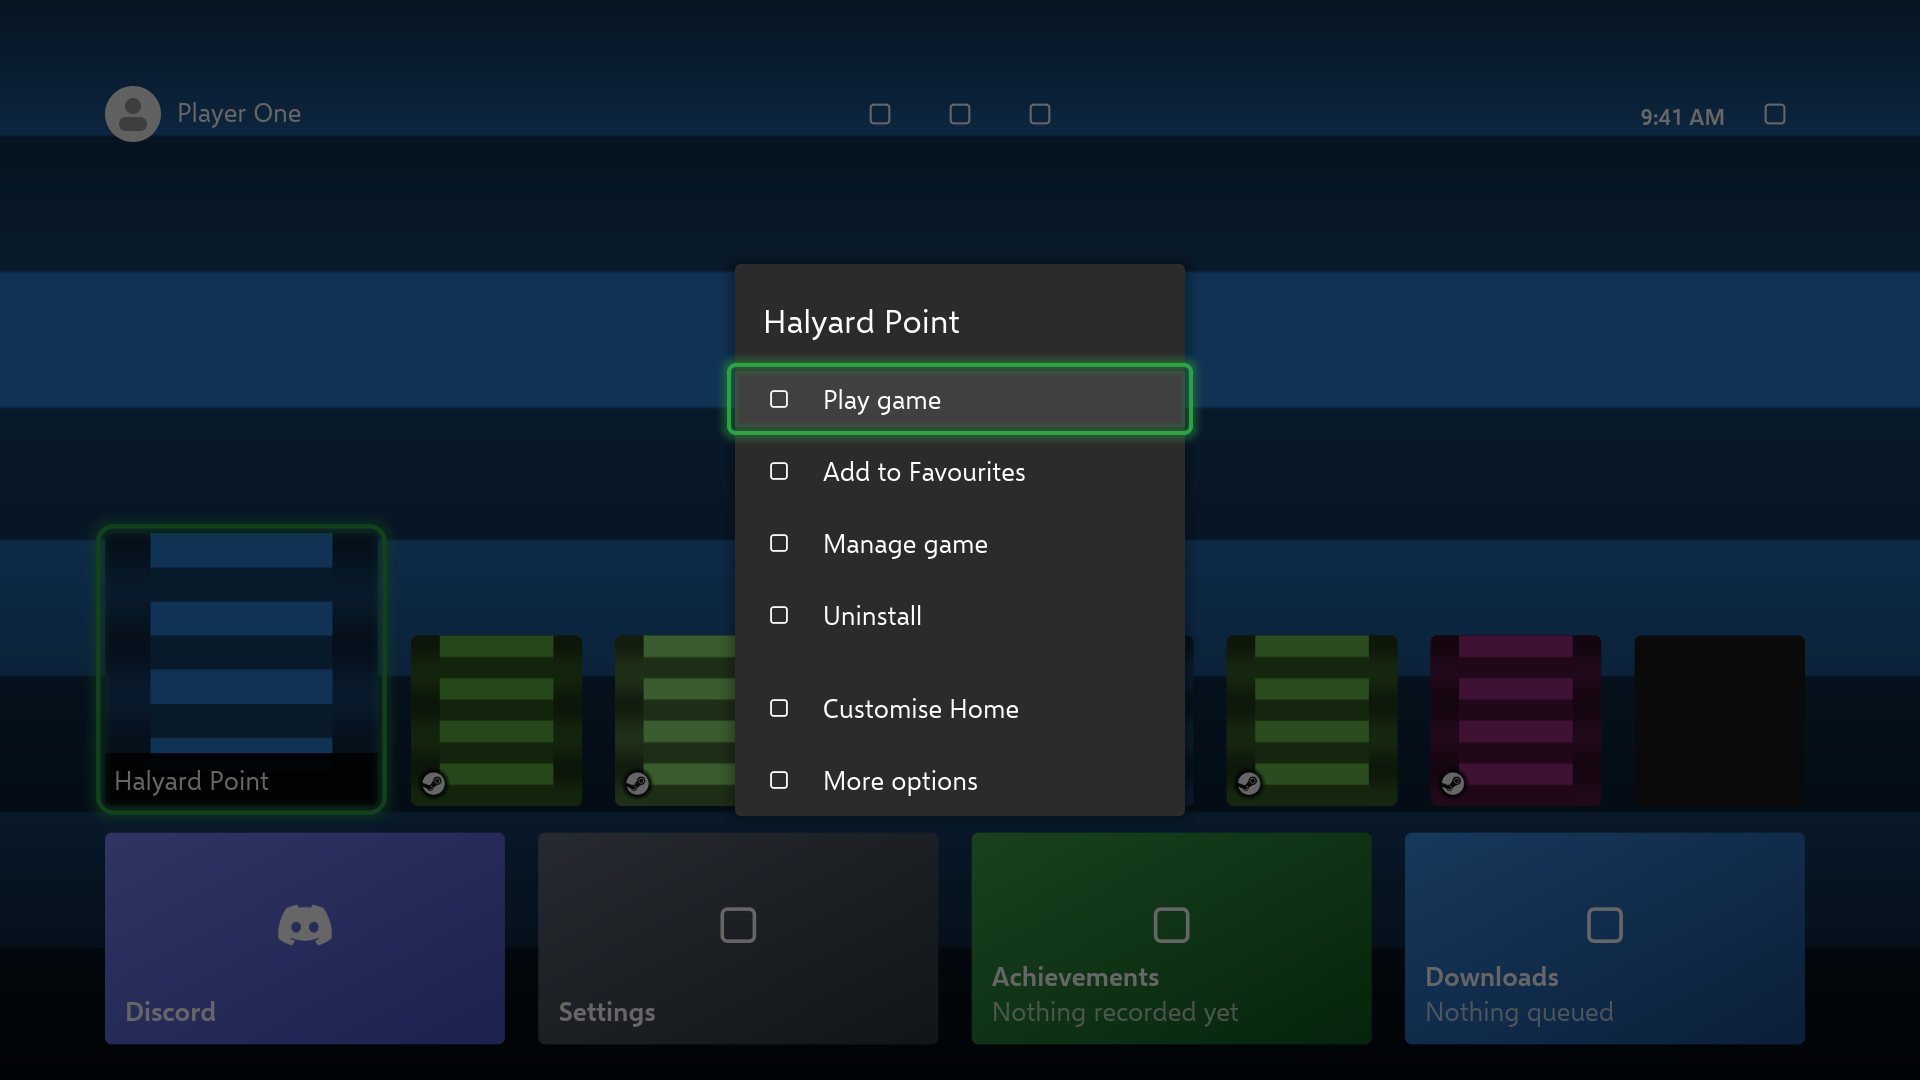 Player One
9:41 AM
Halyard Point
Play game
Add to Favourites
Manage game
Uninstall
Customise Home
More options
Halyard Point
Discord
Settings
Achievements
Nothing recorded yet
Downloads
Nothing queued